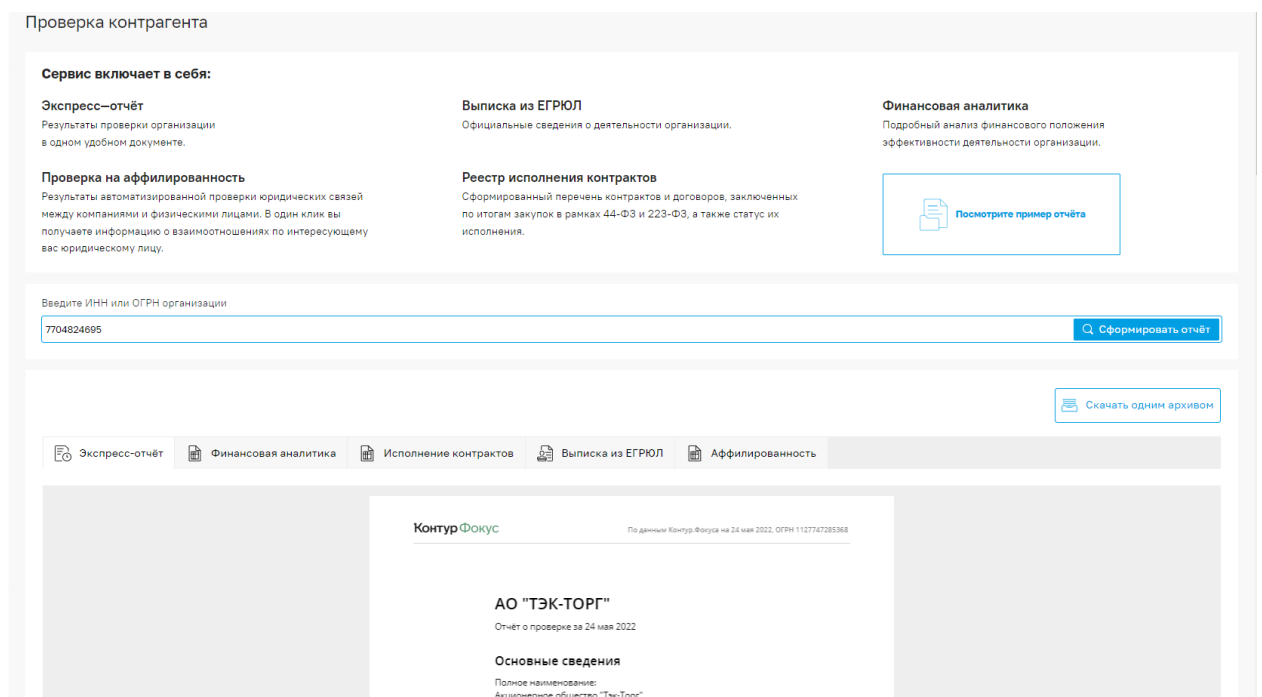 Проверка контрагента
Сервис включает в себя:
Экспресс—отчёт
Результаты проверки организации
в одном удобном документе.
Выписка из ЕГРЮЛ
Официальные сведения о деятельности организации.
Финансовая аналитика
Подробный анализ финансового положения
эффективности деятельности организации.
Проверка на аффилированность
Результаты автоматизированной проверки юридических связей
между компаниями и физическими лицами. В один клик вы
получаете информацию о взаимоотношениях по интересующему
вас юридическому лицу.
Реестр исполнения контрактов
Сформированный перечень контрактов и договоров, заключенных
по итогам закупок в рамках 44-ФЗ и 223-ФЗ, а также статус их
исполнения.
Посмотрите пример отчёта
Введите ИНН или ОГРН организации
7704824695
Сформировать отчёт
Скачать одним архивом
Экспресс-отчёт
Финансовая аналитика
Исполнение контрактов
Выписка из ЕГРЮЛ
Аффилированность
Контур Фокус
По данным Контур.Фокуса на 24 мая 2022, ОГРН 1127747285368
АО "ТЭК-ТОРГ"
Отчёт о проверке за 24 мая 2022
Основные сведения
Полное наименование:
Акционерное общество "Тэк-Торг"